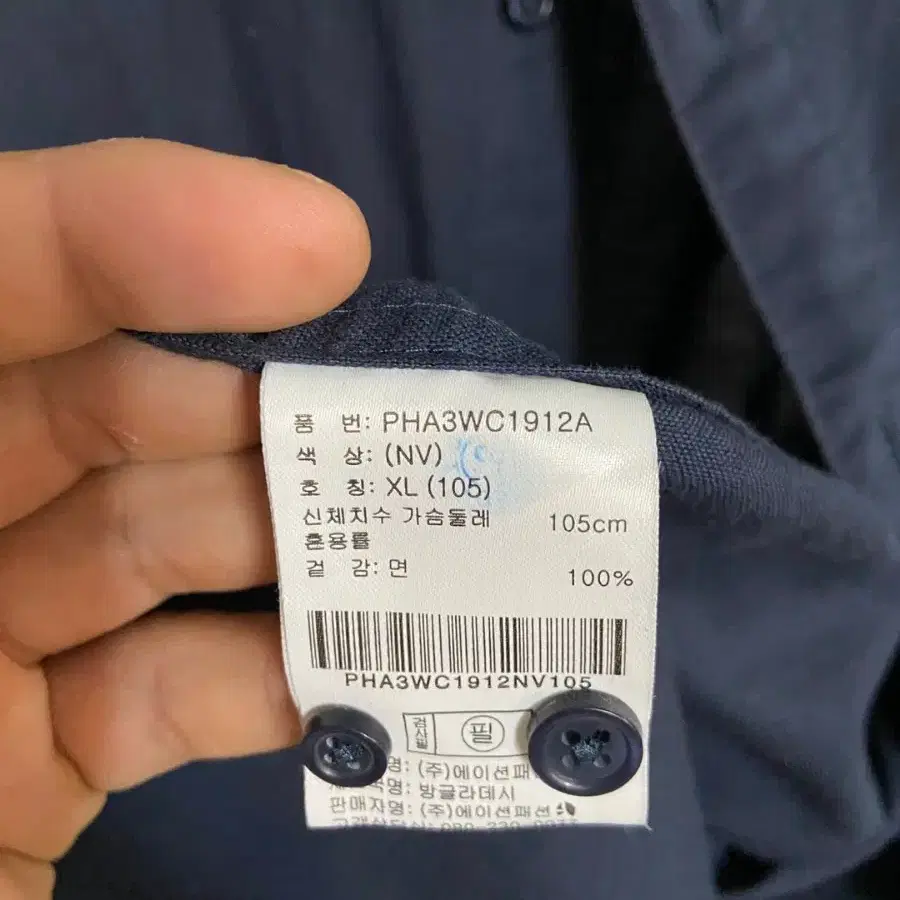 품 번: PHA3WC1912A
색 상: (NV)
호 칭: XL (105)
신체치수 가슴둘레 105cm
혼용률
겉 감: 면 100%
PHA3WC1912NV105
검사필 필
명: (주)에이션패
명: 방글라데시
판매자명: (주)에이션패션